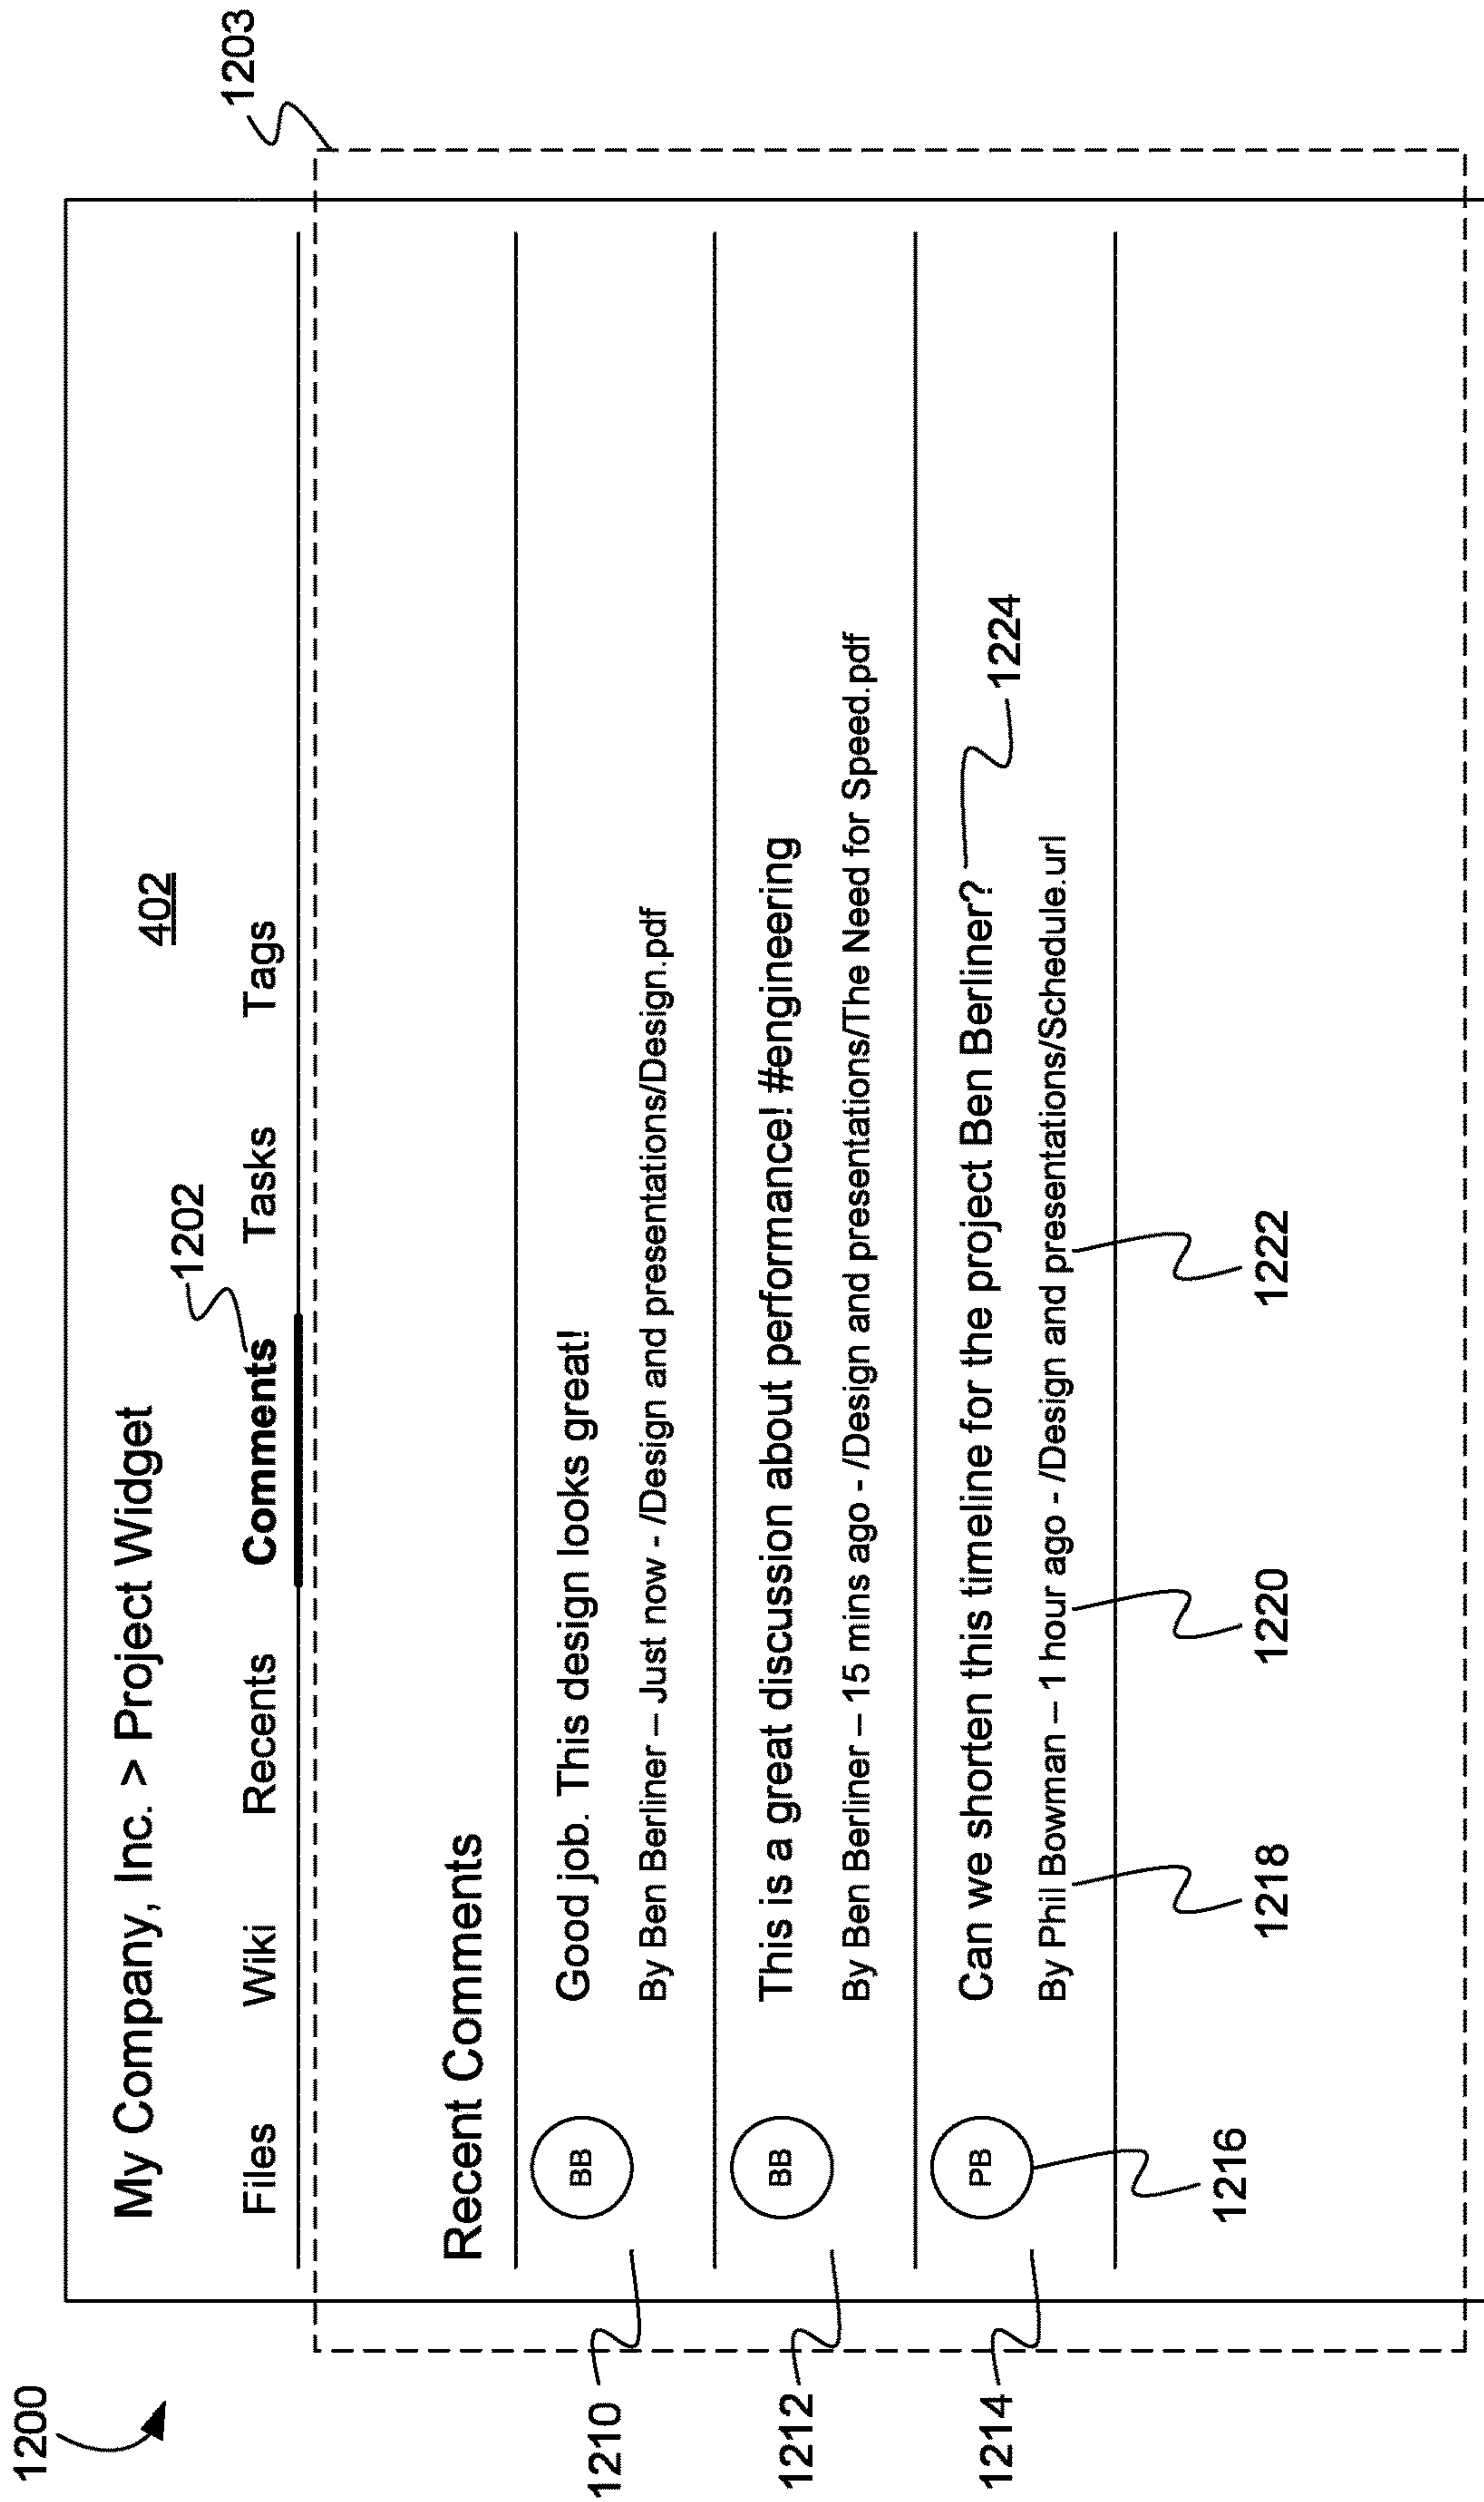 1200
My Company, Inc. > Project Widget
402
1202
1203
Files Wiki Recents Comments Tasks Tags
Recent Comments
1210
BB
Good job. This design looks great!
By Ben Berliner – Just now - /Design and presentations/Design.pdf
1212
BB
This is a great discussion about performance! #engineering
By Ben Berliner – 15 mins ago - /Design and presentations/The Need for Speed.pdf
1214
PB
Can we shorten this timeline for the project Ben Berliner?
1224
By Phil Bowman – 1 hour ago - /Design and presentations/Schedule.url
1216
1218
1220
1222